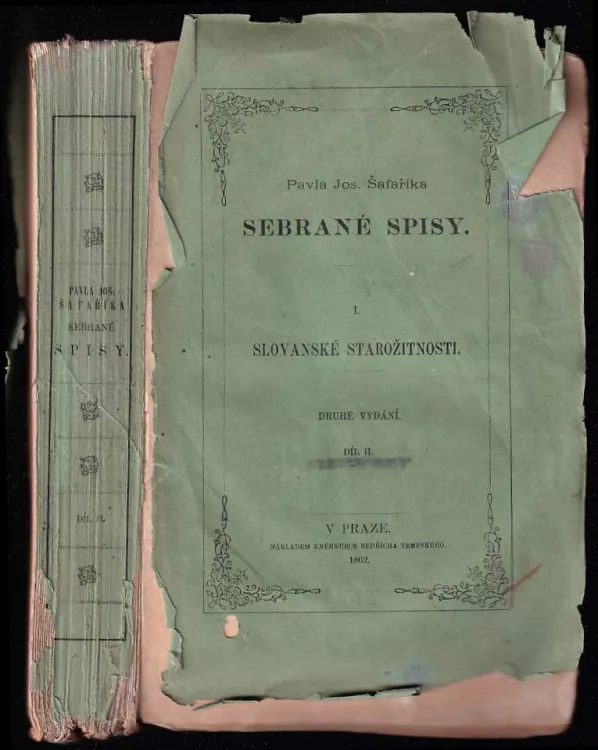 PAVLA JOS.
ŠAFAŘÍKA
SEBRANÉ
SPISY.
DÍL II.
Pavla Jos. Šafaříka
SEBRANÉ SPISY.
I.
SLOVANSKÉ STAROŽITNOSTI.
DRUHÉ VYDÁNÍ.
DÍL II.
V PRAZE.
NÁKLADEM KNĚHKUPCE BEDŘICHA TEMPSKÉHO.
1862.